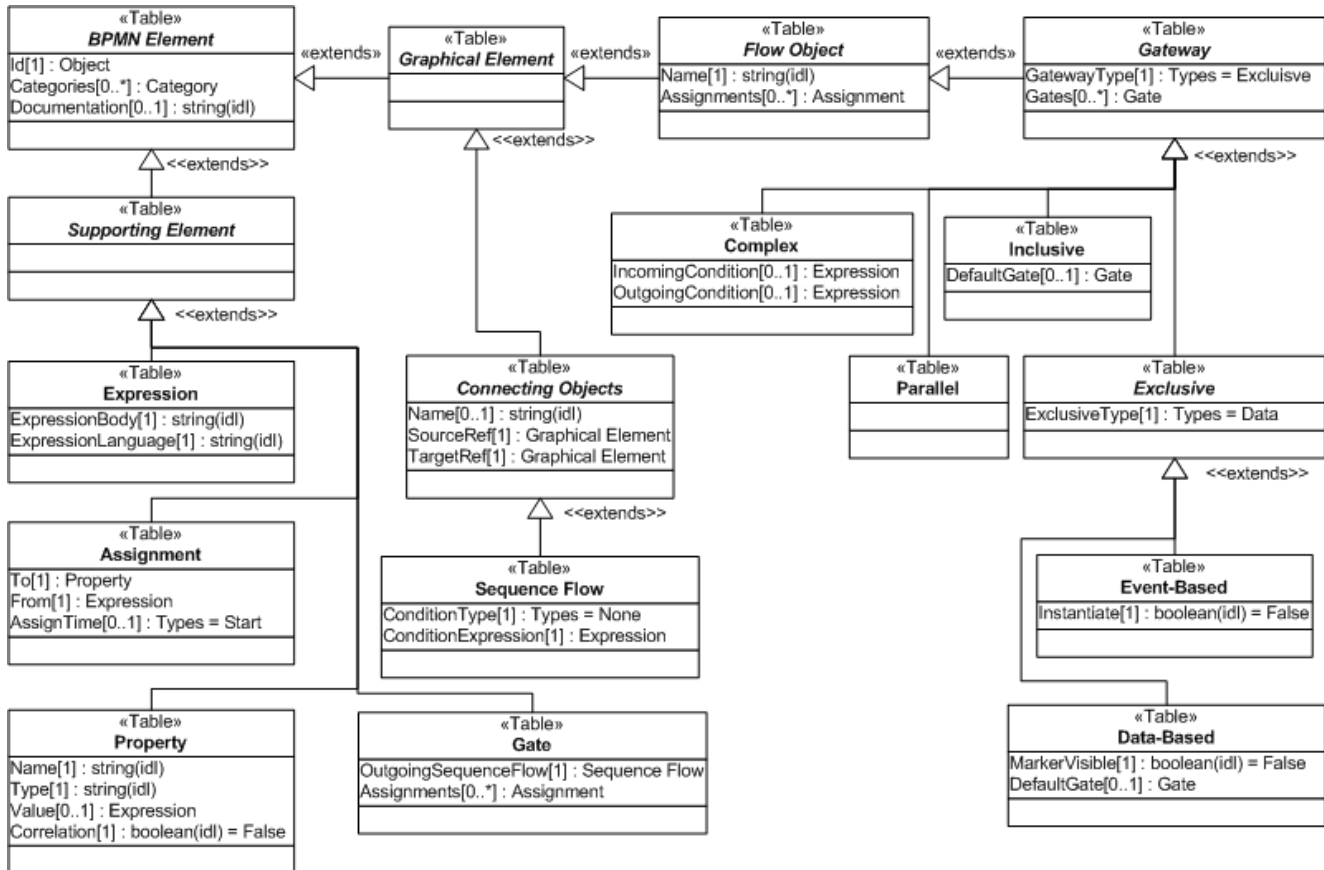 «Table»
BPMN Element
Id[1] : Object
Categories[0..*] : Category
Documentation[0..1] : string(idl)
«extends»
«Table»
Graphical Element
«extends»
«Table»
Flow Object
Name[1] : string(idl)
Assignments[0..*] : Assignment
«extends»
«Table»
Gateway
GatewayType[1] : Types = Excluisve
Gates[0..*] : Gate
<<extends>>
<<extends>>
<<extends>>
«Table»
Supporting Element
<<extends>>
«Table»
Complex
IncomingCondition[0..1] : Expression
OutgoingCondition[0..1] : Expression
«Table»
Inclusive
DefaultGate[0..1] : Gate
«Table»
Expression
ExpressionBody[1] : string(idl)
ExpressionLanguage[1] : string(idl)
«Table»
Connecting Objects
Name[0..1] : string(idl)
SourceRef[1] : Graphical Element
TargetRef[1] : Graphical Element
<<extends>>
«Table»
Parallel
«Table»
Exclusive
ExclusiveType[1] : Types = Data
<<extends>>
«Table»
Assignment
To[1] : Property
From[1] : Expression
AssignTime[0..1] : Types = Start
«Table»
Sequence Flow
ConditionType[1] : Types = None
ConditionExpression[1] : Expression
«Table»
Event-Based
Instantiate[1] : boolean(idl) = False
«Table»
Property
Name[1] : string(idl)
Type[1] : string(idl)
Value[0..1] : Expression
Correlation[1] : boolean(idl) = False
«Table»
Gate
OutgoingSequenceFlow[1] : Sequence Flow
Assignments[0..*] : Assignment
«Table»
Data-Based
MarkerVisible[1] : boolean(idl) = False
DefaultGate[0..1] : Gate